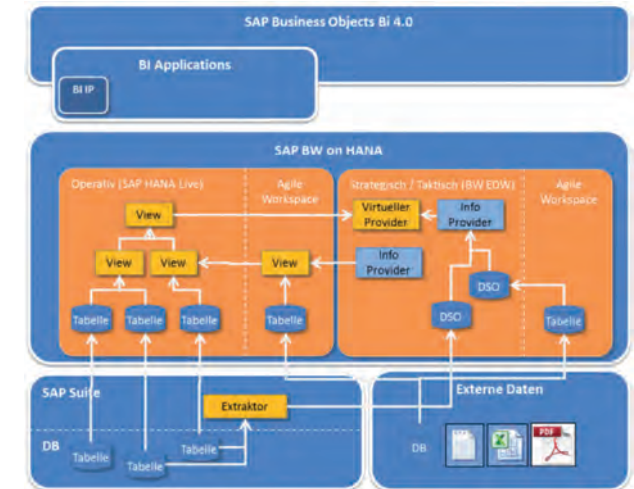 SAP Business Objects Bi 4.0
BI Applications
BI IP
SAP BW on HANA
Operativ (SAP HANA Live)
Agile
Workspace
Strategisch / Taktisch (BW EDW)
Agile
Workspace
View
Virtueller
Provider
Info
Provider
View
View
View
Info
Provider
DSO
DSO
Tabelle
Tabelle
Tabelle
Tabelle
Tabelle
SAP Suite
Externe Daten
Extraktor
DB
Tabelle
Tabelle
Tabelle
DB
PDF